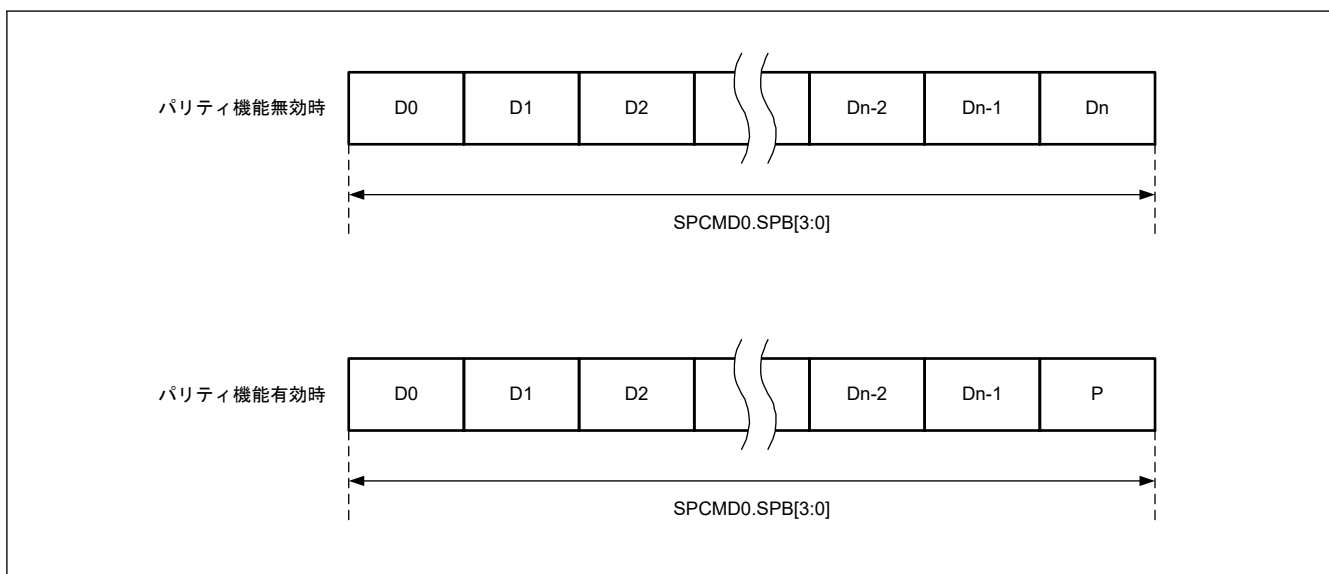 パリティ機能無効時 D0 D1 D2 Dn-2 Dn-1 Dn
SPCMD0.SPB[3:0]
パリティ機能有効時 D0 D1 D2 Dn-2 Dn-1 P
SPCMD0.SPB[3:0]